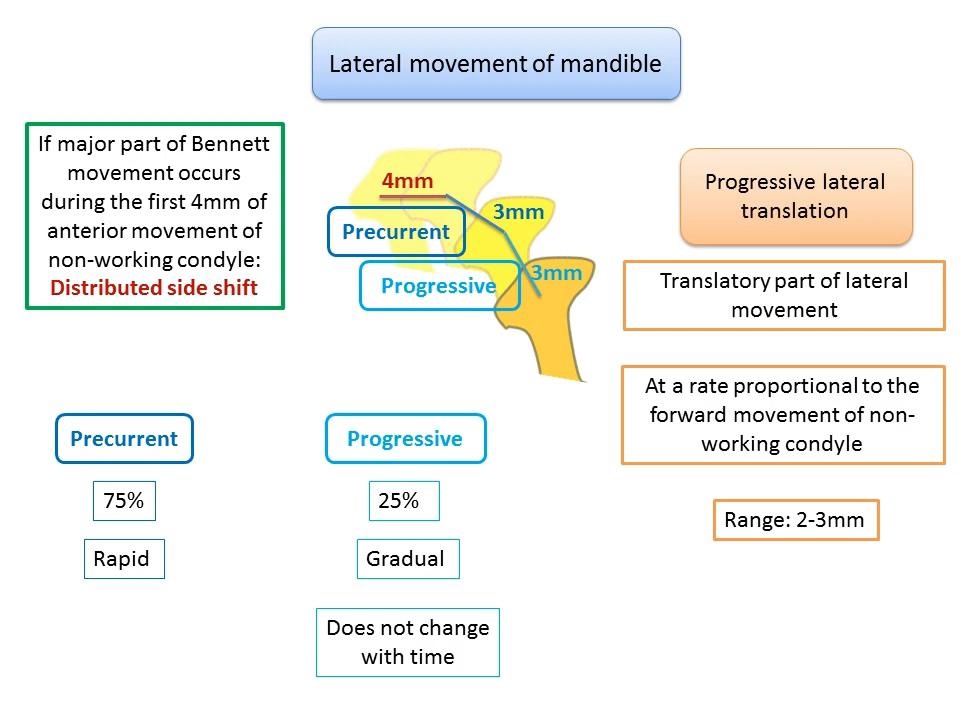 Lateral movement of mandible
If major part of Bennett
movement occurs
during the first 4mm of
anterior movement of
non-working condyle:
Distributed side shift
4mm
3mm
Precurrent
3mm
Progressive
Progressive lateral
translation
Translatory part of lateral
movement
At a rate proportional to the
forward movement of non-
working condyle
Range: 2-3mm
Precurrent
75%
Rapid
Progressive
25%
Gradual
Does not change
with time